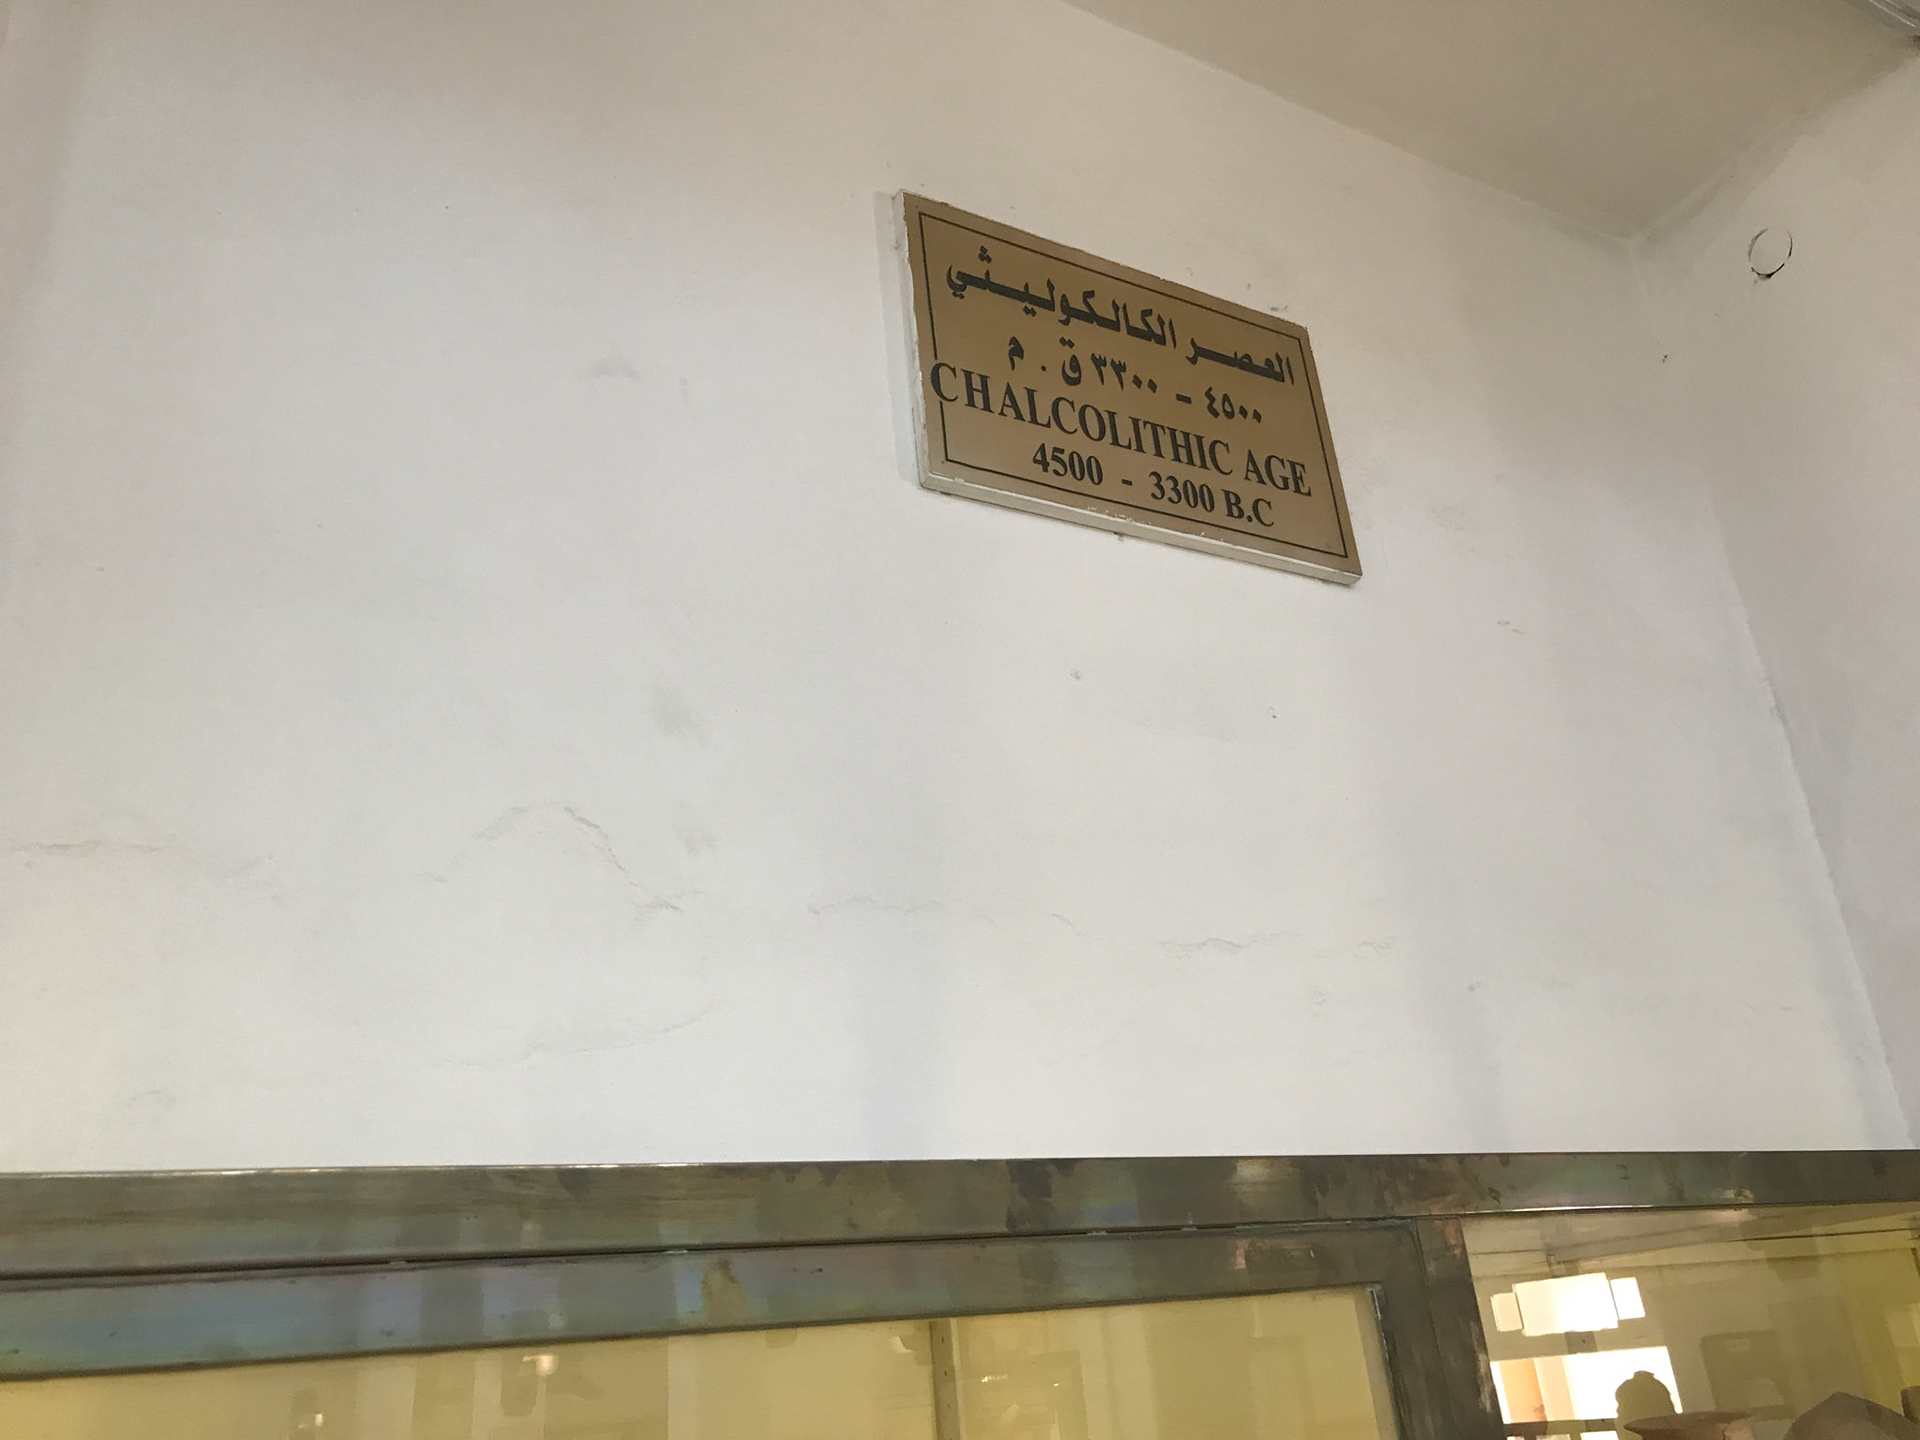 العصر الكالكوليثي
٤٥٠٠ - ٣٣٠٠ ق . م
CHALCOLITHIC AGE
4500 - 3300 B.C